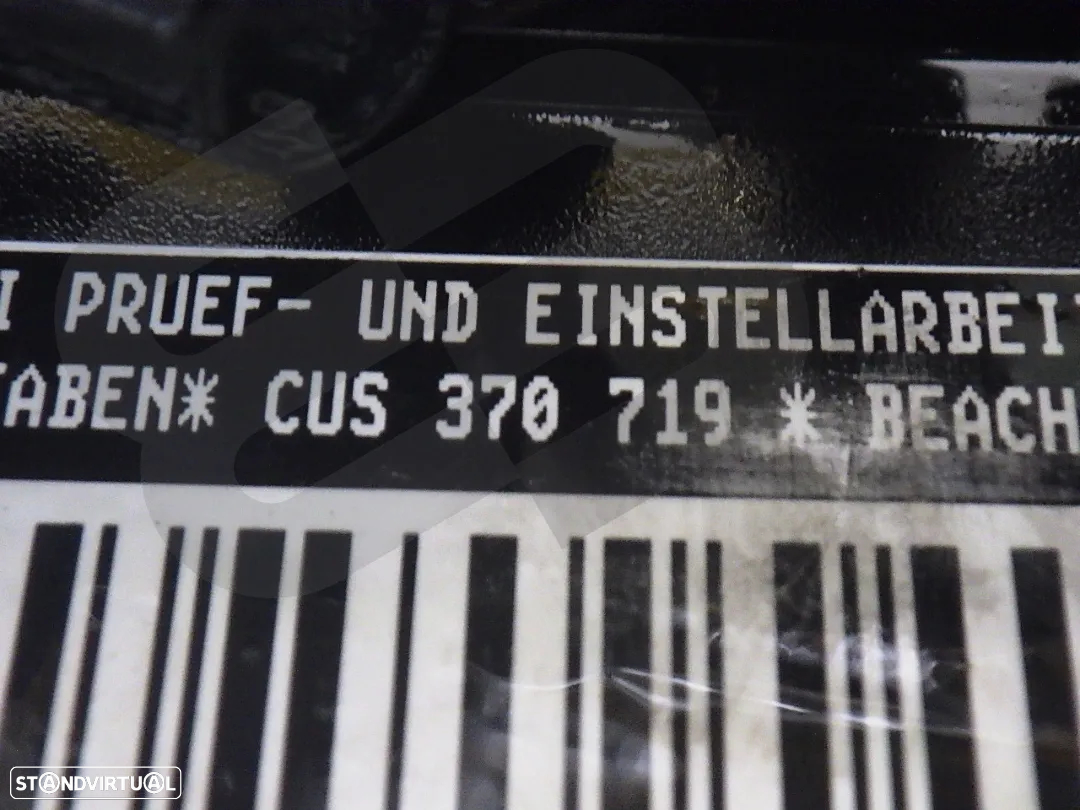 I PRUEF- UND EINSTELLARBEI
ABEN* CUS 370 719 * BEACH
STANDVIRTUAL